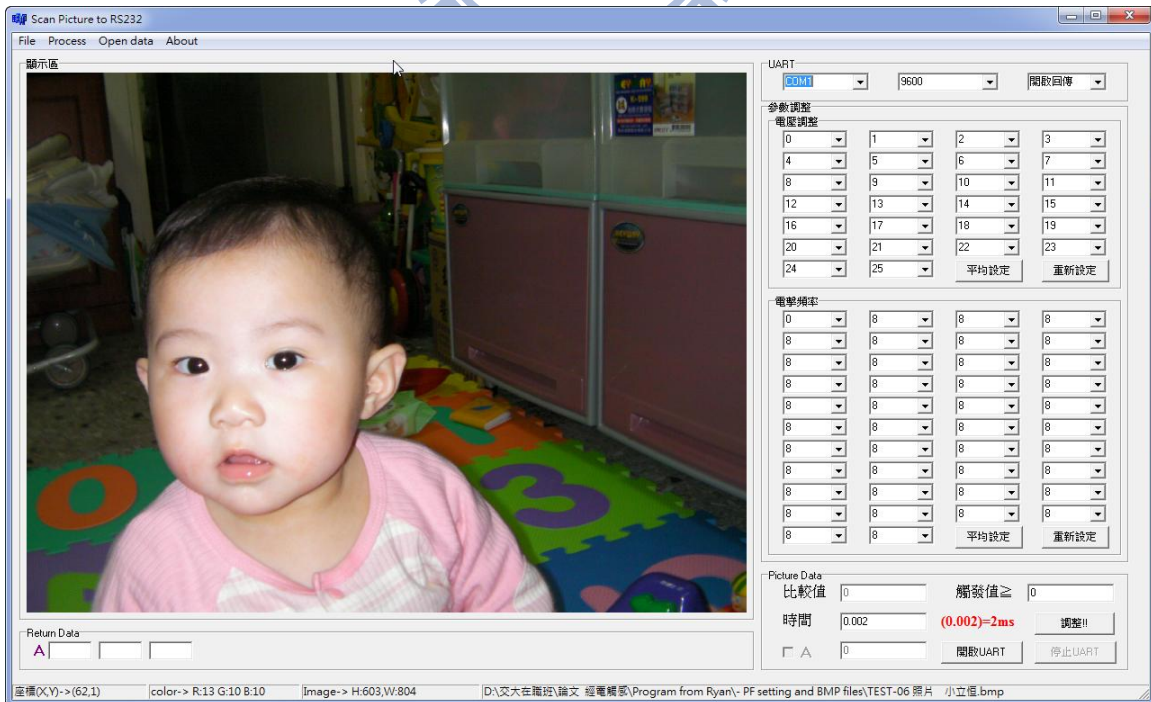 Scan Picture to RS232
File Process Open data About
顯示區
UART
COM1 9600 開啟回傳
參數調整
電壓調整
0 1 2 3
4 5 6 7
8 9 10 11
12 13 14 15
16 17 18 19
20 21 22 23
24 25 平均設定 重新設定
電擊頻率
0 8 8 8
8 8 8 8
8 8 8 8
8 8 8 8
8 8 8 8
8 8 8 8
8 8 8 8
8 8 8 8
8 8 8 8
8 8 8 8
8 8 平均設定 重新設定
Picture Data
比較值 0 觸發值≧ 0
時間 0.002 (0.002)=2ms 調整!!
A 0 開啟UART 停止UART
Return Data
A
座標(X,Y)->(62,1) color-> R:13 G:10 B:10 Image-> H:603,W:804 D:\交大在職班\論文 經電觸感\Program from Ryan\- PF setting and BMP files\TEST-06 照片 小立恒.bmp